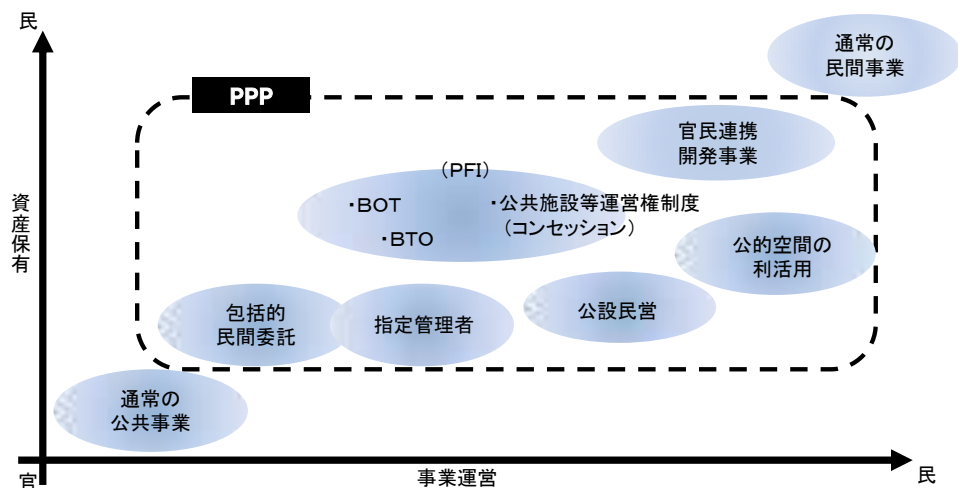 民
通常の
民間事業
PPP
官民連携
開発事業
(PFI)
・BOT
・公共施設等運営権制度
(コンセッション)
・BTO
資産保有
公的空間の
利活用
包括的
民間委託
指定管理者
公設民営
通常の
公共事業
官
事業運営
民